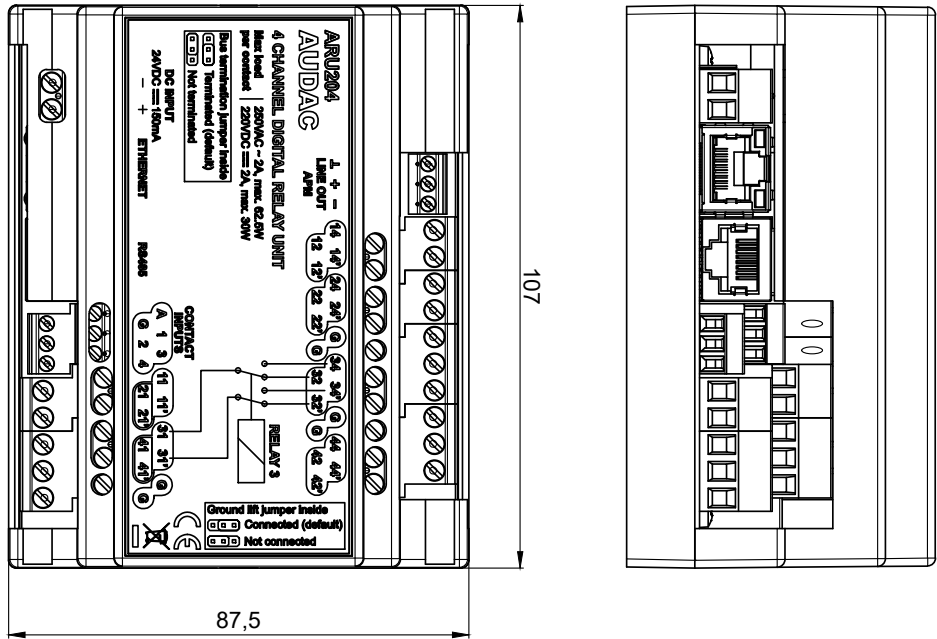 ARU204
AUDAC
4 CHANNEL DIGITAL RELAY UNIT
Max load per contact
250VAC ~ 2A, max. 62.5W
220VDC ⎓ 2A, max. 30W
Bus termination jumper inside
Terminated (default)
Not terminated
DC INPUT
24VDC ⎓ 150mA
- +
ETHERNET
RS485
⊥ + -
LINE OUT
APM
14 14' 24 24' G 34 34' G 44 44'
12 12' 22 22' G 32 32' G 42 42'
CONTACT
INPUTS
A 1 3 11 11' 31 31' G
G 2 4 21 21' 41 41' G
RELAY 3
Ground lift jumper inside
Connected (default)
Not connected
CE
107
87,5